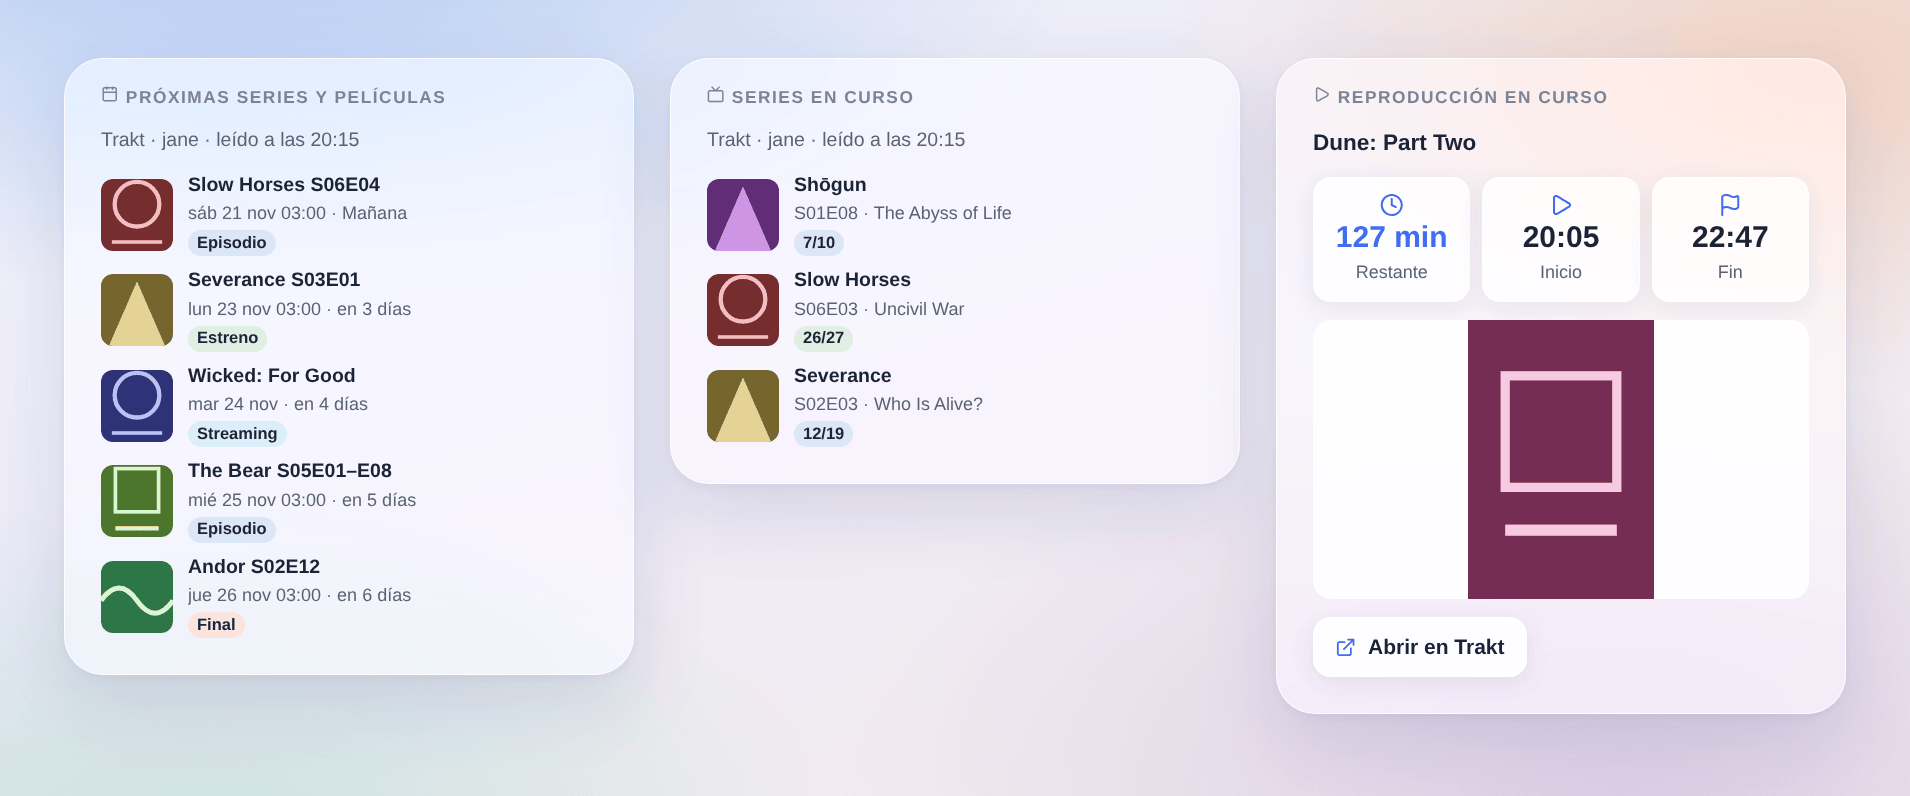 PRÓXIMAS SERIES Y PELÍCULAS
Trakt · jane · leído a las 20:15
Slow Horses S06E04
sáb 21 nov 03:00 · Mañana
Episodio
Severance S03E01
lun 23 nov 03:00 · en 3 días
Estreno
Wicked: For Good
mar 24 nov · en 4 días
Streaming
The Bear S05E01–E08
mié 25 nov 03:00 · en 5 días
Episodio
Andor S02E12
jue 26 nov 03:00 · en 6 días
Final
SERIES EN CURSO
Trakt · jane · leído a las 20:15
Shōgun
S01E08 · The Abyss of Life
7/10
Slow Horses
S06E03 · Uncivil War
26/27
Severance
S02E03 · Who Is Alive?
12/19
REPRODUCCIÓN EN CURSO
Dune: Part Two
127 min
Restante
20:05
Inicio
22:47
Fin
Abrir en Trakt